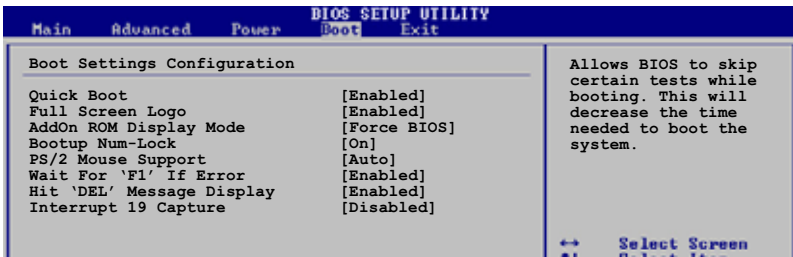 BIOS SETUP UTILITY
Main Advanced Power Boot Exit
Boot Settings Configuration
Quick Boot [Enabled]
Full Screen Logo [Enabled]
AddOn ROM Display Mode [Force BIOS]
Bootup Num-Lock [On]
PS/2 Mouse Support [Auto]
Wait For ‘F1’ If Error [Enabled]
Hit ‘DEL’ Message Display [Enabled]
Interrupt 19 Capture [Disabled]
Allows BIOS to skip
certain tests while
booting. This will
decrease the time
needed to boot the
system.
↔ Select Screen
Select Item